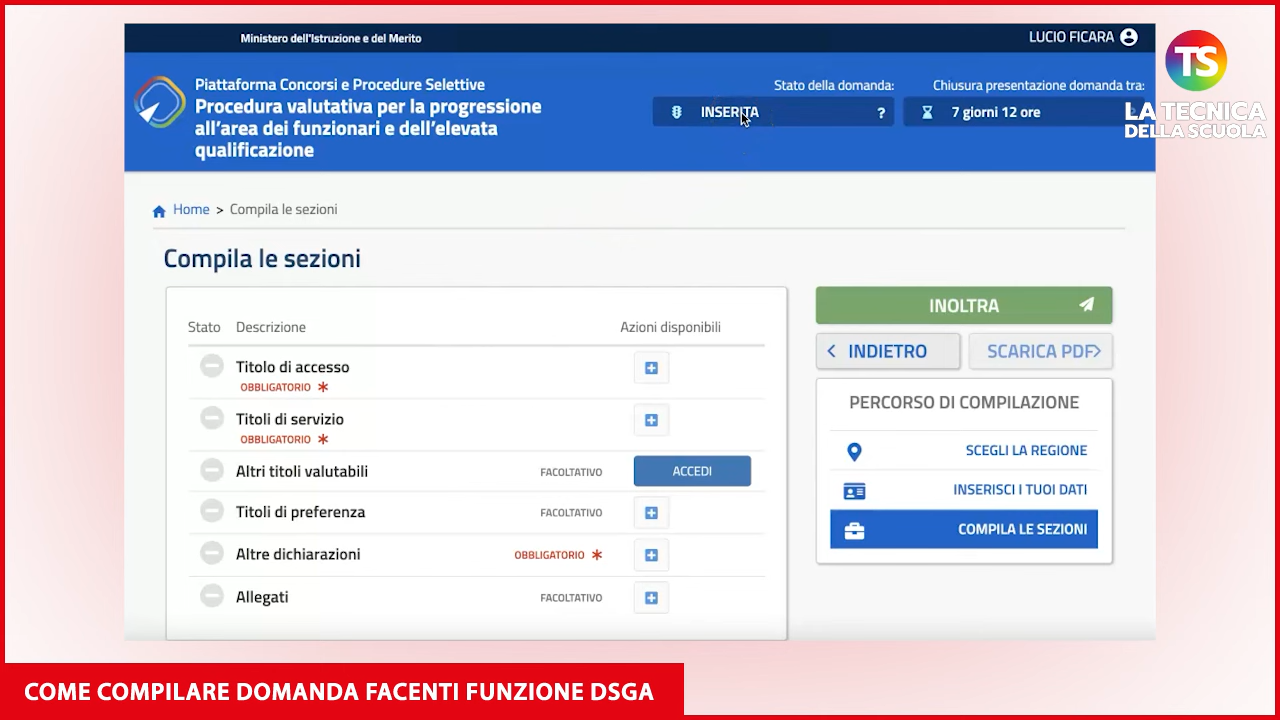 Ministero dell'Istruzione e del Merito
LUCIO FICARA
TS
LA TECNICA
DELLA SCUOLA
Piattaforma Concorsi e Procedure Selettive
Procedura valutativa per la progressione
all'area dei funzionari e dell'elevata
qualificazione
Stato della domanda:
INSERITA ?
Chiusura presentazione domanda tra:
7 giorni 12 ore
Home > Compila le sezioni
Compila le sezioni
Stato Descrizione Azioni disponibili
Titolo di accesso
OBBLIGATORIO *
Titoli di servizio
OBBLIGATORIO *
Altri titoli valutabili FACOLTATIVO ACCEDI
Titoli di preferenza FACOLTATIVO
Altre dichiarazioni OBBLIGATORIO *
Allegati FACOLTATIVO
INOLTRA
INDIETRO
SCARICA PDF
PERCORSO DI COMPILAZIONE
SCEGLI LA REGIONE
INSERISCI I TUOI DATI
COMPILA LE SEZIONI
COME COMPILARE DOMANDA FACENTI FUNZIONE DSGA